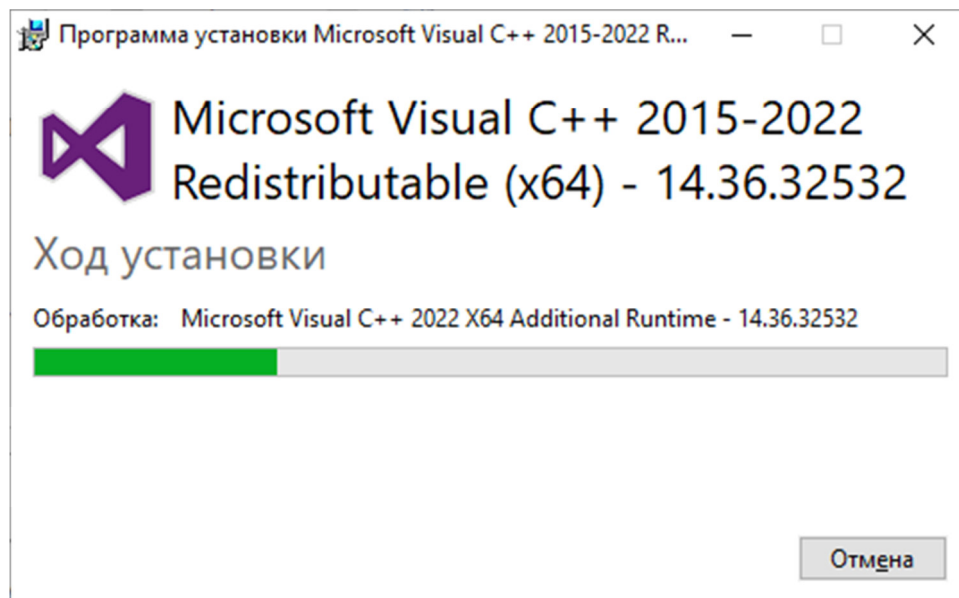 Программа установки Microsoft Visual C++ 2015-2022 R...
Microsoft Visual C++ 2015-2022
Redistributable (x64) - 14.36.32532
Ход установки
Обработка: Microsoft Visual C++ 2022 X64 Additional Runtime - 14.36.32532
Отмена